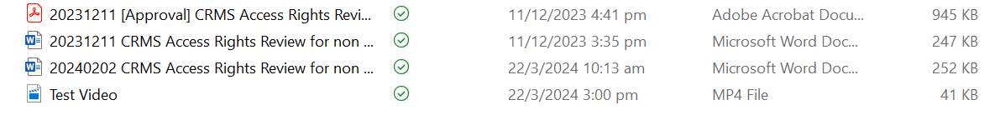 20231211 [Approval] CRMS Access Rights Revi... 11/12/2023 4:41 pm Adobe Acrobat Docu... 945 KB
20231211 CRMS Access Rights Review for non ... 11/12/2023 3:35 pm Microsoft Word Doc... 247 KB
20240202 CRMS Access Rights Review for non ... 22/3/2024 10:13 am Microsoft Word Doc... 252 KB
Test Video 22/3/2024 3:00 pm MP4 File 41 KB